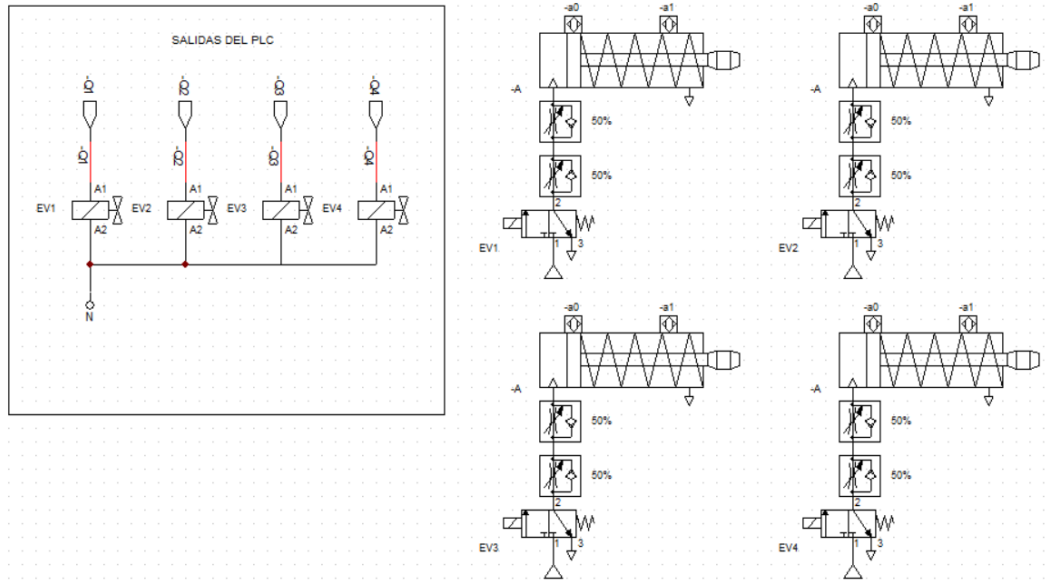 SALIDAS DEL PLC
-Q1 -Q2 -Q3 -Q4
-Q1 -Q2 -Q3 -Q4
A1 A1 A1 A1
EV1 EV2 EV3 EV4
A2 A2 A2 A2
N
-a0 -a1
-A
50%
50%
2
EV1 1 3
-a0 -a1
-A
50%
50%
2
EV2 1 3
-a0 -a1
-A
50%
50%
2
EV3 1 3
-a0 -a1
-A
50%
50%
2
EV4 1 3